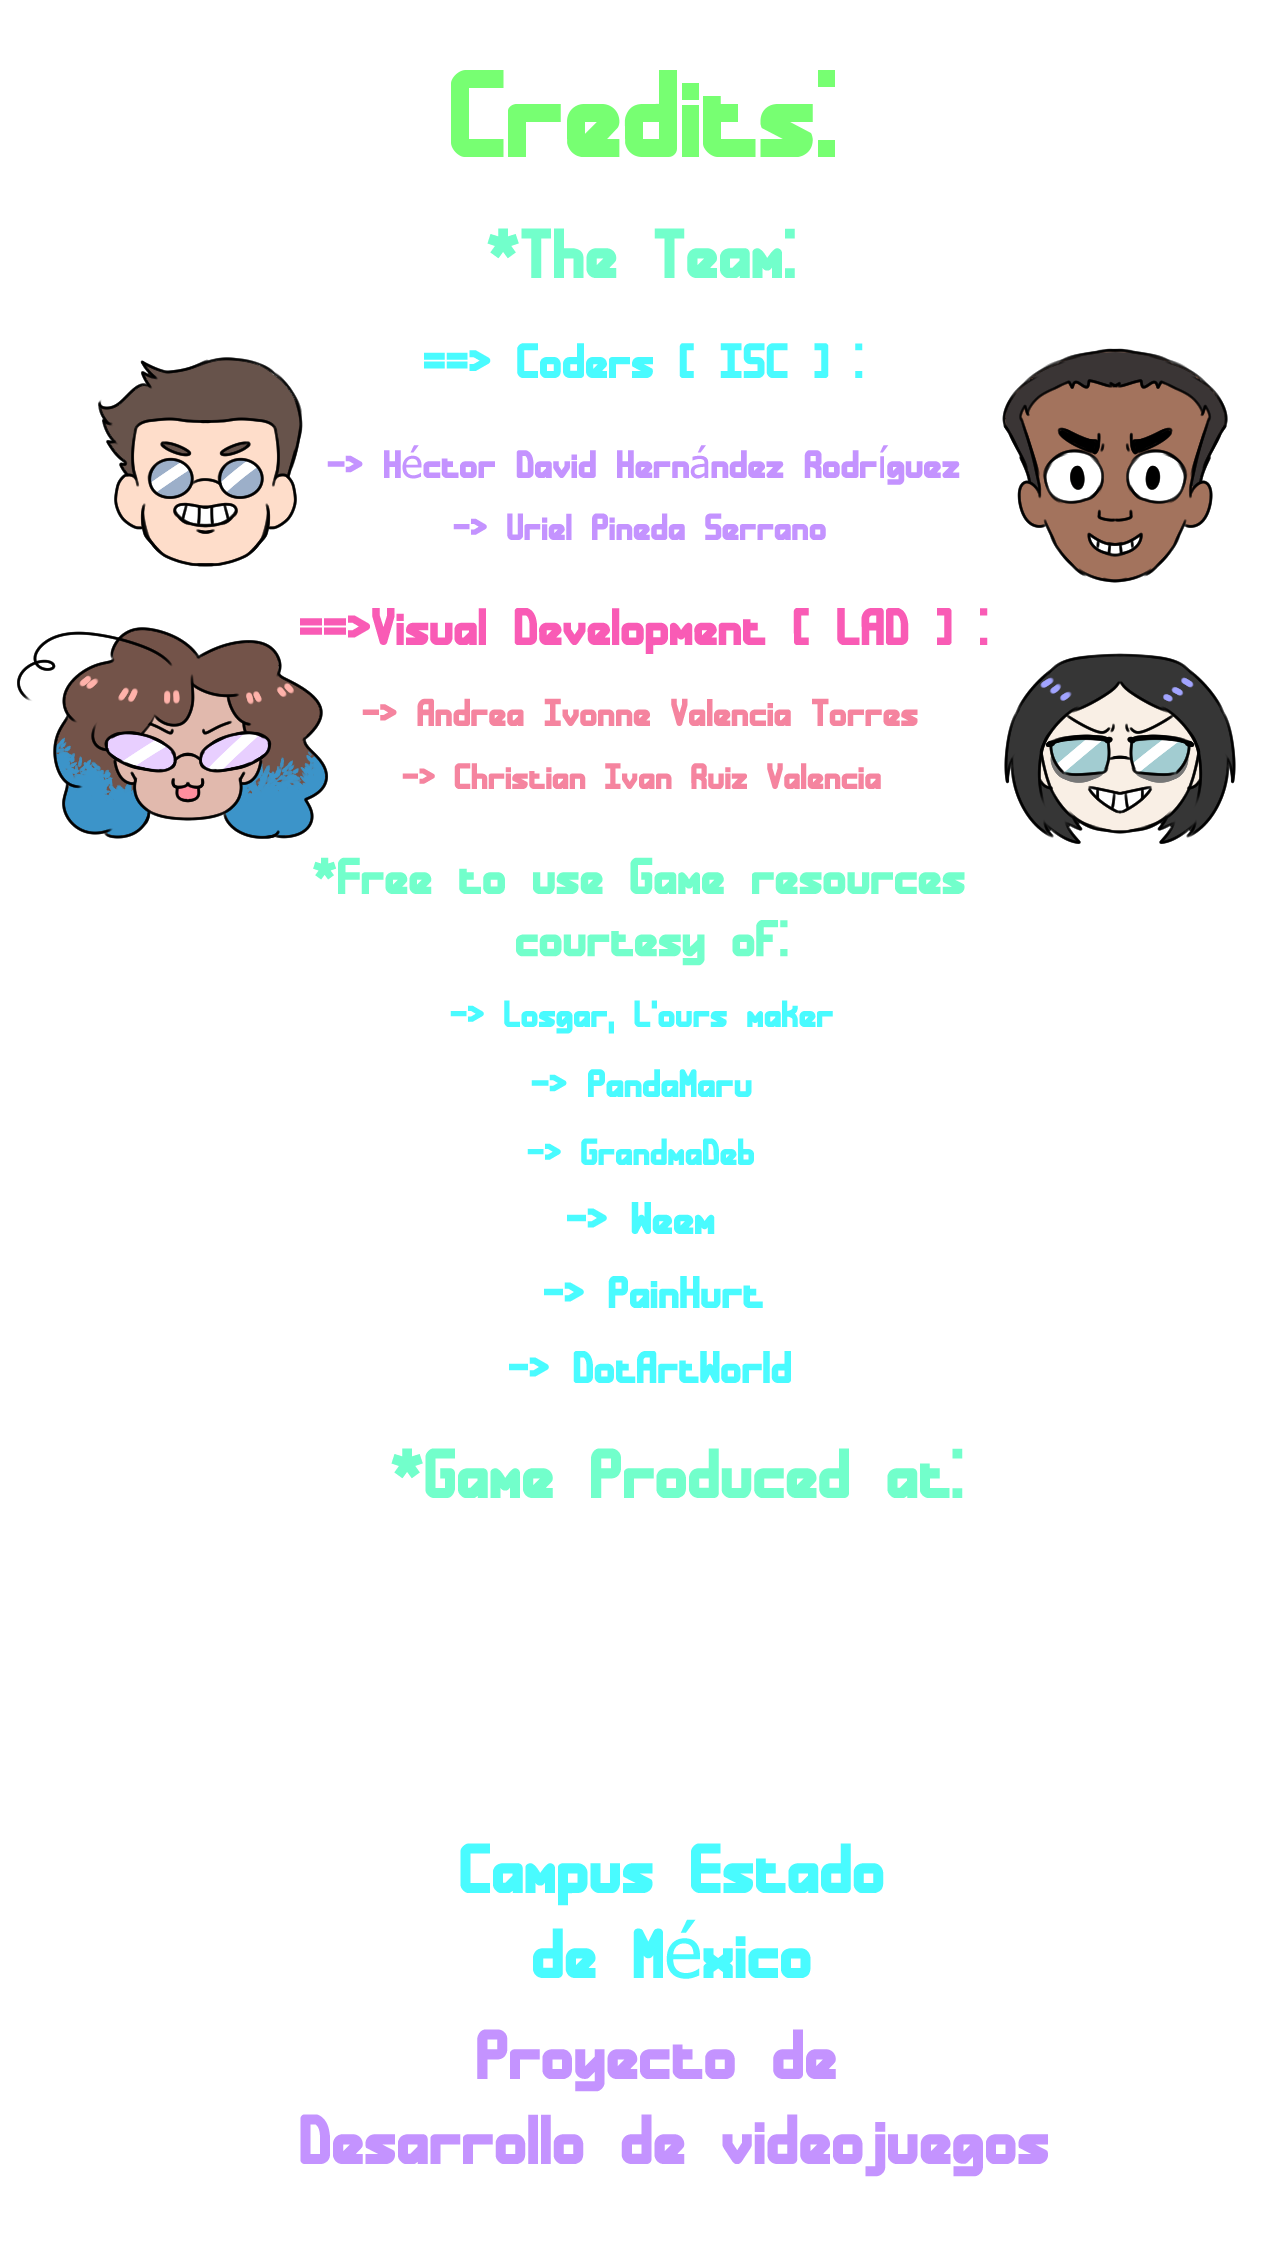 Credits:
*The Team:
==> Coders [ ISC ] :
-> Héctor David Hernández Rodríguez
-> Uriel Pineda Serrano
==>Visual Development [ LAD ] :
-> Andrea Ivonne Valencia Torres
-> Christian Ivan Ruiz Valencia
*Free to use Game resources
courtesy of:
-> Losgar, L'ours maker
-> PandaMaru
-> GrandmaDeb
-> Weem
-> PainHurt
-> DotArtWorld
*Game Produced at:
Campus Estado
de México
Proyecto de
Desarrollo de videojuegos